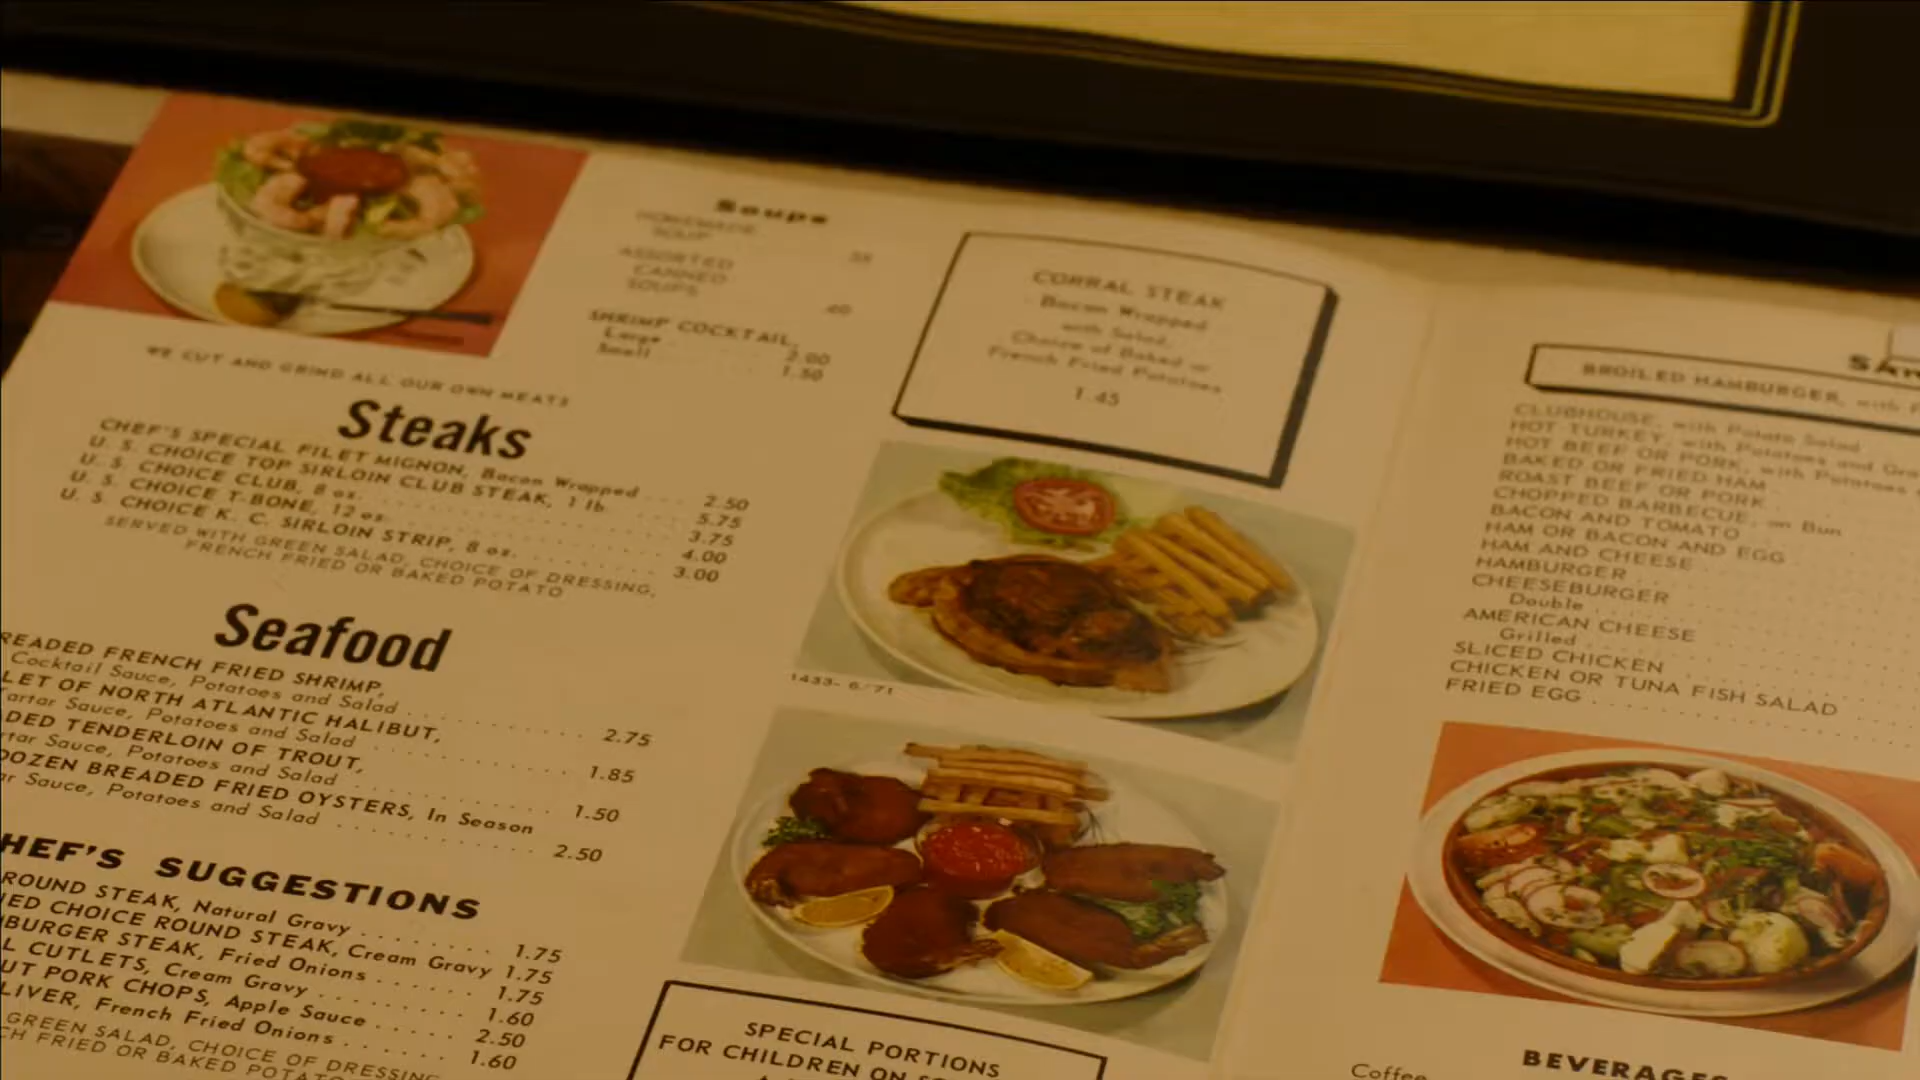 Soups
HOMEMADE
SOUP
.35
ASSORTED
CANNED
SOUPS
.40
SHRIMP COCKTAIL,
Large 2.00
Small 1.50
WE CUT AND GRIND ALL OUR OWN MEATS
Steaks
CHEF'S SPECIAL FILET MIGNON, Bacon Wrapped 2.50
U. S. CHOICE TOP SIRLOIN CLUB STEAK, 1 lb. 5.75
U. S. CHOICE CLUB, 8 oz. 3.75
U. S. CHOICE T-BONE, 12 oz. 4.00
U. S. CHOICE K. C. SIRLOIN STRIP, 8 oz. 3.00
SERVED WITH GREEN SALAD, CHOICE OF DRESSING,
FRENCH FRIED OR BAKED POTATO
Seafood
READED FRENCH FRIED SHRIMP,
Cocktail Sauce, Potatoes and Salad 2.75
LET OF NORTH ATLANTIC HALIBUT,
Tartar Sauce, Potatoes and Salad 1.85
DED TENDERLOIN OF TROUT,
rtar Sauce, Potatoes and Salad 1.50
DOZEN BREADED FRIED OYSTERS, In Season
ar Sauce, Potatoes and Salad 2.50
HEF'S SUGGESTIONS
ROUND STEAK, Natural Gravy 1.75
IED CHOICE ROUND STEAK, Cream Gravy 1.75
BURGER STEAK, Fried Onions 1.75
L CUTLETS, Cream Gravy 1.60
UT PORK CHOPS, Apple Sauce 2.50
LIVER, French Fried Onions 1.60
GREEN SALAD, CHOICE OF DRESSING
CH FRIED OR BAKED POTATO
CORRAL STEAK
Bacon Wrapped
with Salad,
Choice of Baked or
French Fried Potatoes
1.45
1433- 6/71
SPECIAL PORTIONS
FOR CHILDREN ON
SAN
BROILED HAMBURGER, with F
CLUBHOUSE, with Potato Salad
HOT TURKEY, with Potatoes and Gra
HOT BEEF OR PORK, with Potatoes
BAKED OR FRIED HAM
ROAST BEEF OR PORK
CHOPPED BARBECUE, on Bun
BACON AND TOMATO
HAM OR BACON AND EGG
HAM AND CHEESE
HAMBURGER
CHEESEBURGER
Double
AMERICAN CHEESE
Grilled
SLICED CHICKEN
CHICKEN OR TUNA FISH SALAD
FRIED EGG
BEVERAGES
Coffee